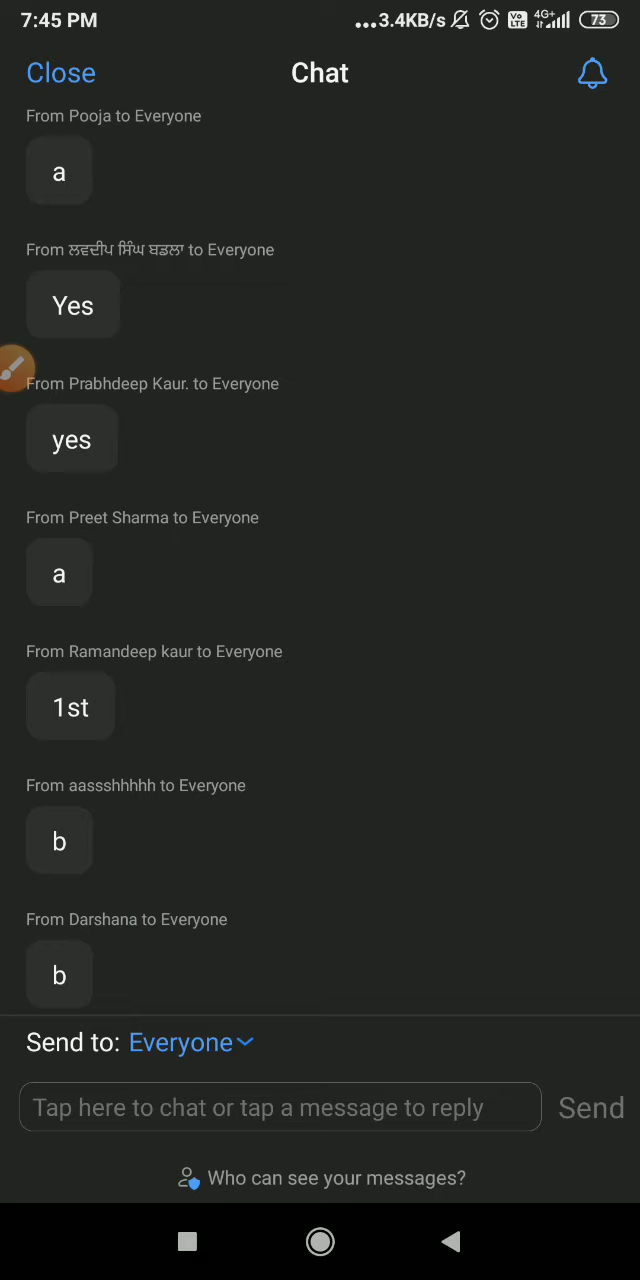 7:45 PM
...3.4KB/s Vo LTE 4G+ 73
Close Chat
From Pooja to Everyone
a
From ਲਵਦੀਪ ਸਿੰਘ ਬਡਲਾ to Everyone
Yes
From Prabhdeep Kaur. to Everyone
yes
From Preet Sharma to Everyone
a
From Ramandeep kaur to Everyone
1st
From aassshhhhh to Everyone
b
From Darshana to Everyone
b
Send to: Everyone
Tap here to chat or tap a message to reply Send
Who can see your messages?